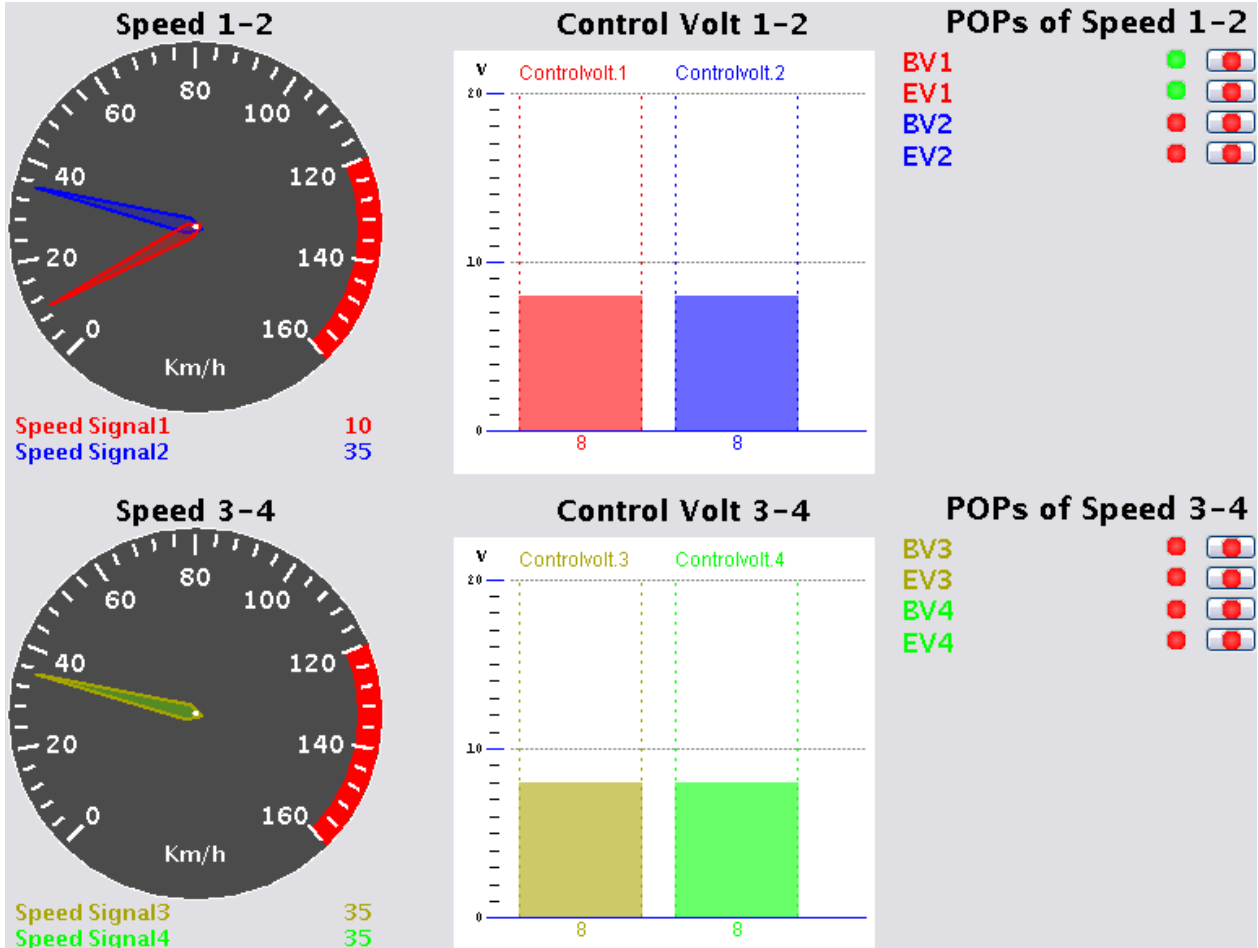 Speed 1-2
0
20
40
60
80
100
120
140
160
Km/h
Speed Signal1 10
Speed Signal2 35
Control Volt 1-2
V Controlvolt.1 Controlvolt.2
20
10
0
8 8
POPs of Speed 1-2
BV1
EV1
BV2
EV2
Speed 3-4
0
20
40
60
80
100
120
140
160
Km/h
Speed Signal3 35
Speed Signal4 35
Control Volt 3-4
V Controlvolt.3 Controlvolt.4
20
10
0
8 8
POPs of Speed 3-4
BV3
EV3
BV4
EV4